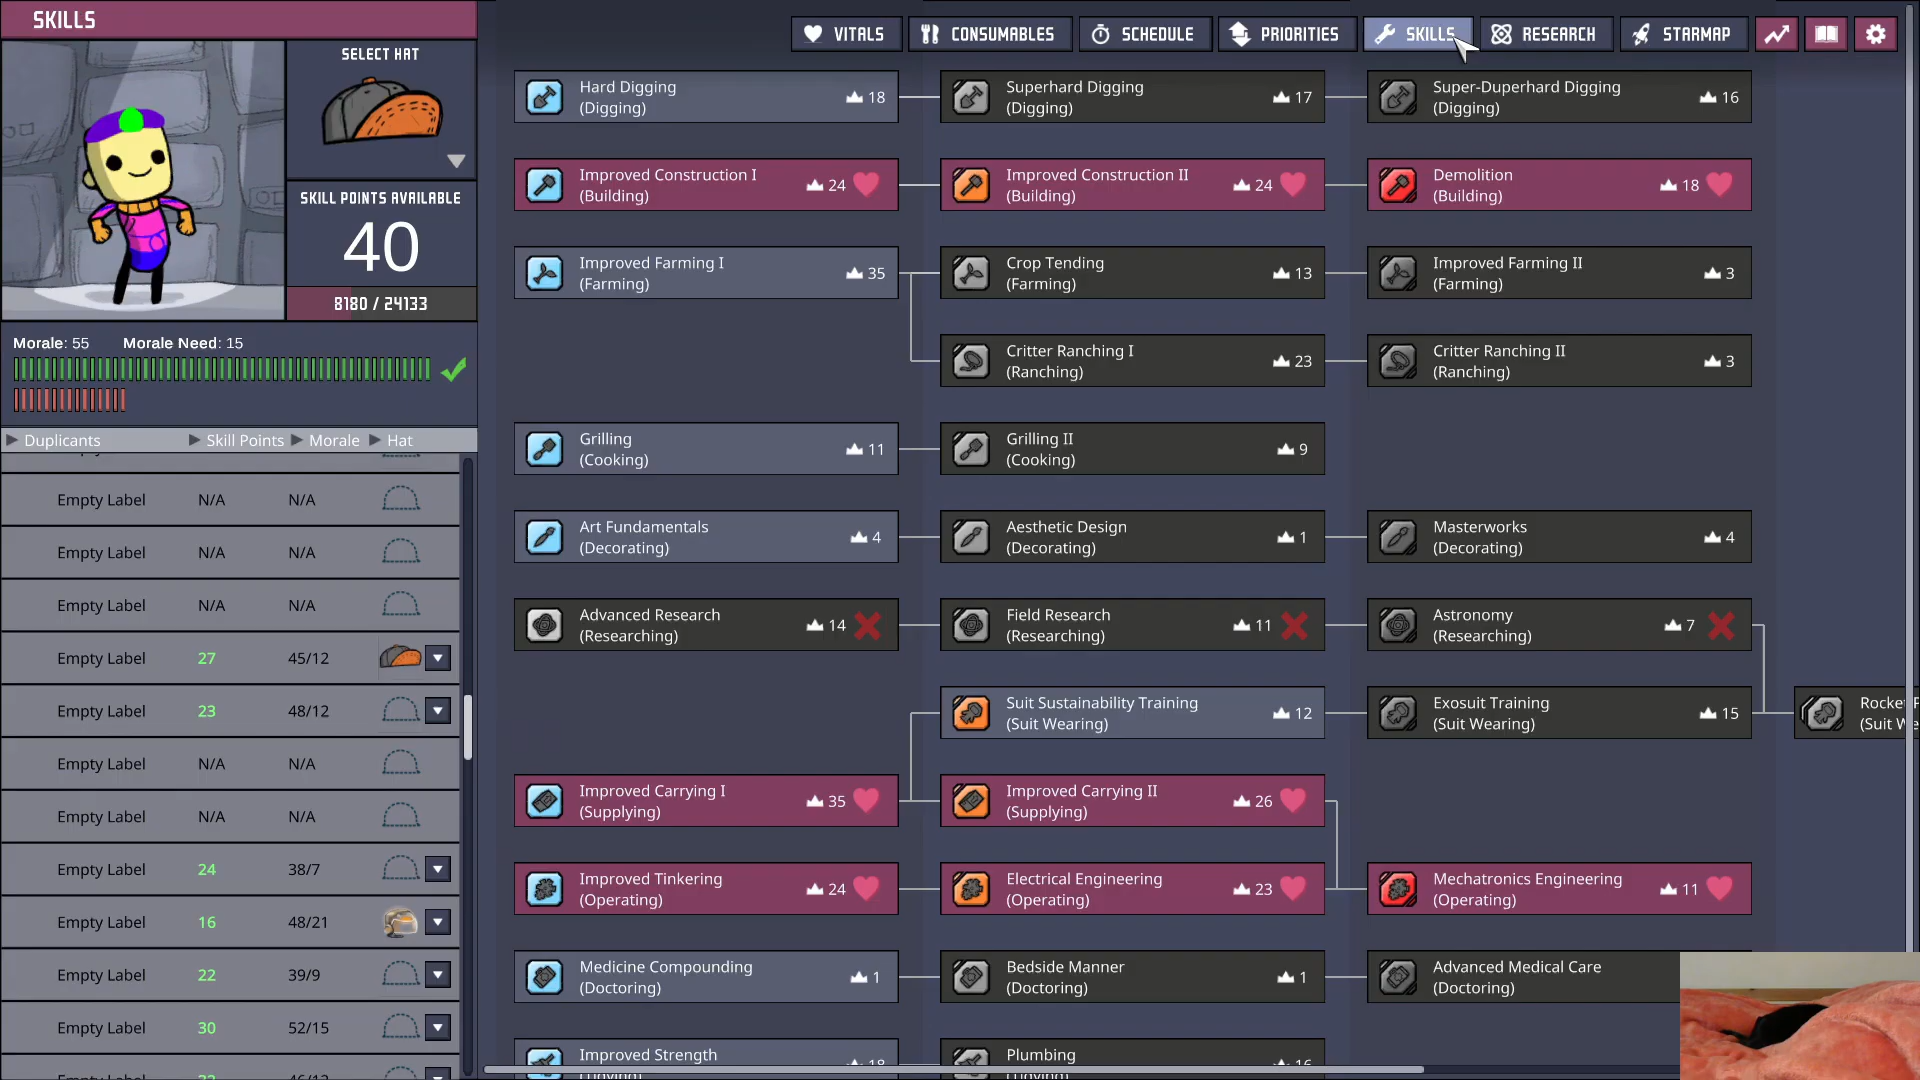 SKILLS
VITALS
CONSUMABLES
SCHEDULE
PRIORITIES
SKILLS
RESEARCH
STARMAP
SELECT HAT
SKILL POINTS AVAILABLE
40
8180 / 24133
Morale: 55 Morale Need: 15
Duplicants Skill Points Morale Hat
Empty Label N/A N/A
Empty Label N/A N/A
Empty Label N/A N/A
Empty Label 27 45/12
Empty Label 23 48/12
Empty Label N/A N/A
Empty Label N/A N/A
Empty Label 24 38/7
Empty Label 16 48/21
Empty Label 22 39/9
Empty Label 30 52/15
Hard Digging
(Digging)
18
Superhard Digging
(Digging)
17
Super-Duperhard Digging
(Digging)
16
Improved Construction I
(Building)
24
Improved Construction II
(Building)
24
Demolition
(Building)
18
Improved Farming I
(Farming)
35
Crop Tending
(Farming)
13
Improved Farming II
(Farming)
3
Critter Ranching I
(Ranching)
23
Critter Ranching II
(Ranching)
3
Grilling
(Cooking)
11
Grilling II
(Cooking)
9
Art Fundamentals
(Decorating)
4
Aesthetic Design
(Decorating)
1
Masterworks
(Decorating)
4
Advanced Research
(Researching)
14
Field Research
(Researching)
11
Astronomy
(Researching)
7
Suit Sustainability Training
(Suit Wearing)
12
Exosuit Training
(Suit Wearing)
15
Rocket
(Suit We
Improved Carrying I
(Supplying)
35
Improved Carrying II
(Supplying)
26
Improved Tinkering
(Operating)
24
Electrical Engineering
(Operating)
23
Mechatronics Engineering
(Operating)
11
Medicine Compounding
(Doctoring)
1
Bedside Manner
(Doctoring)
1
Advanced Medical Care
(Doctoring)
Improved Strength
Plumbing